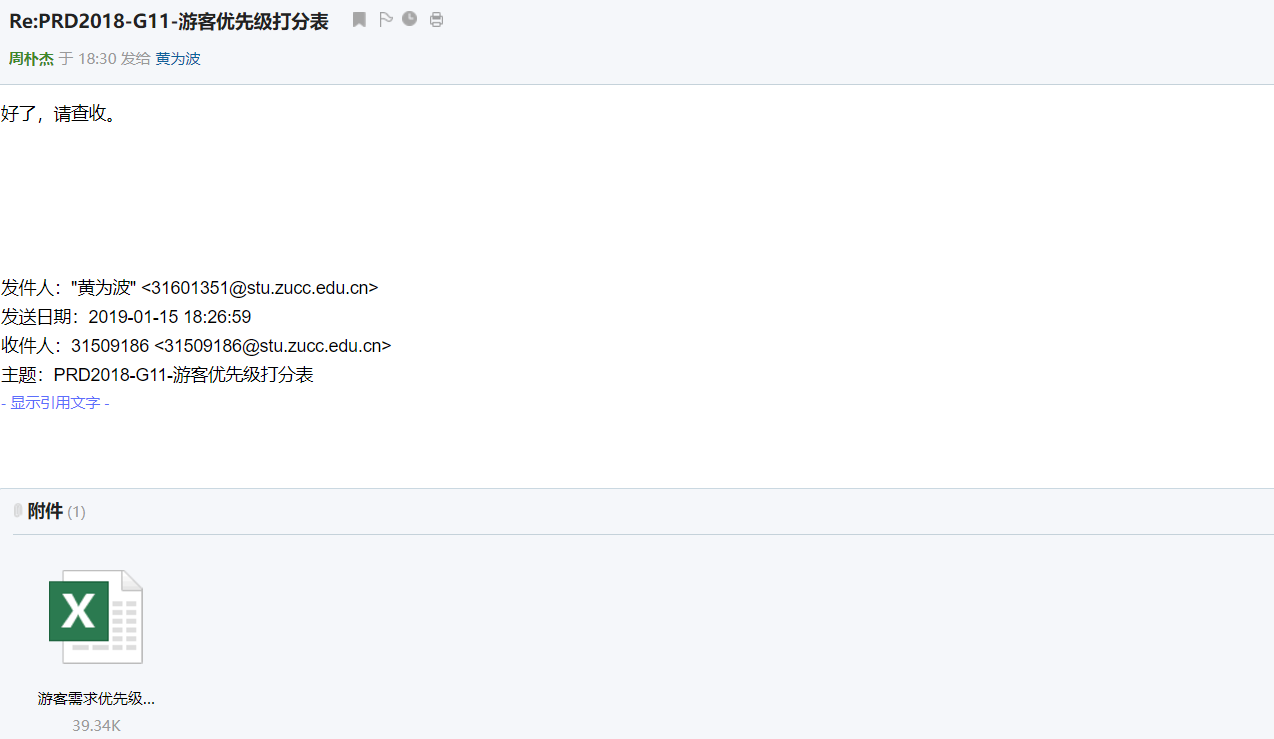 Re:PRD2018-G11-游客优先级打分表
周朴杰 于 18:30 发给 黄为波
好了，请查收。
发件人："黄为波" <31601351@stu.zucc.edu.cn>
发送日期：2019-01-15 18:26:59
收件人：31509186 <31509186@stu.zucc.edu.cn>
主题：PRD2018-G11-游客优先级打分表
- 显示引用文字 -
附件 (1)
X
游客需求优先级...
39.34K